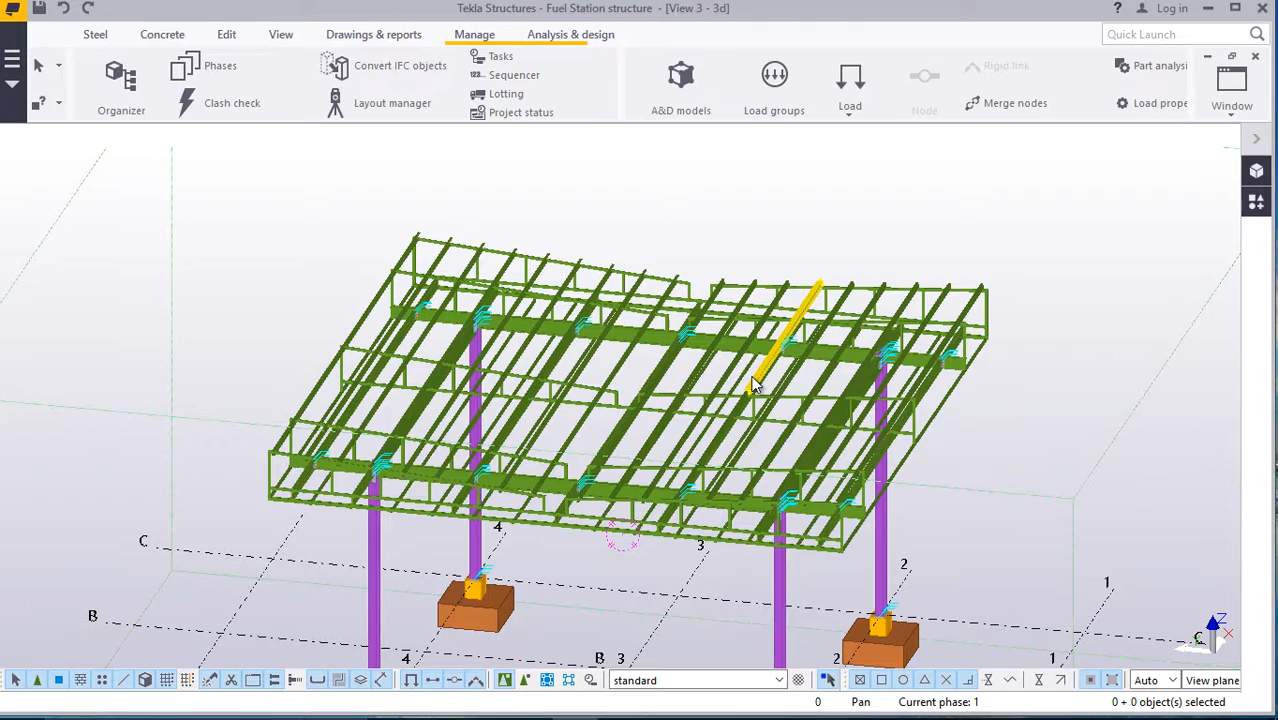 Tekla Structures - Fuel Station structure - [View 3 - 3d]
? Log in
Steel Concrete Edit View Drawings & reports Manage Analysis & design
Quick Launch
Organizer
Phases
Clash check
Convert IFC objects
Layout manager
Tasks
Sequencer
Lotting
Project status
A&D models
Load groups
Load
Node
Rigid link
Merge nodes
Part analysi
Load prope
Window
4
3
2
1
C
B
4
B
3
2
1
C
Z
standard
Auto
View plane
0 Pan Current phase: 1 0 + 0 object(s) selected